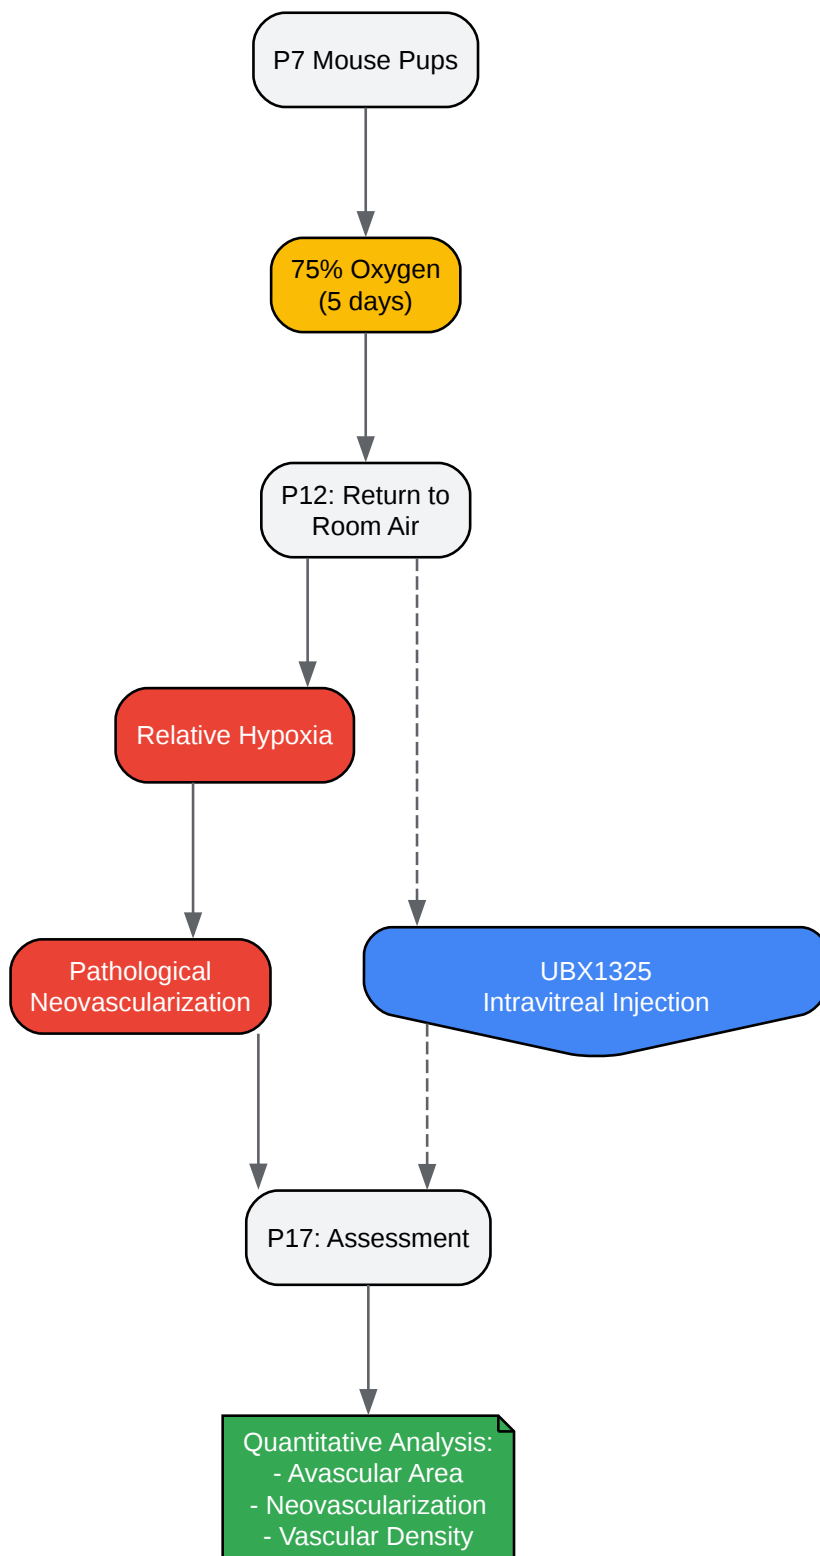 P7 Mouse Pups
75% Oxygen
(5 days)
P12: Return to
Room Air
Relative Hypoxia
Pathological
Neovascularization
UBX1325
Intravitreal Injection
P17: Assessment
Quantitative Analysis:
- Avascular Area
- Neovascularization
- Vascular Density